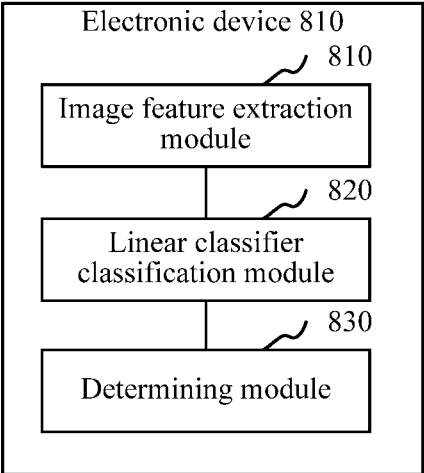 Electronic device 810
810
Image feature extraction
module
820
Linear classifier
classification module
830
Determining module